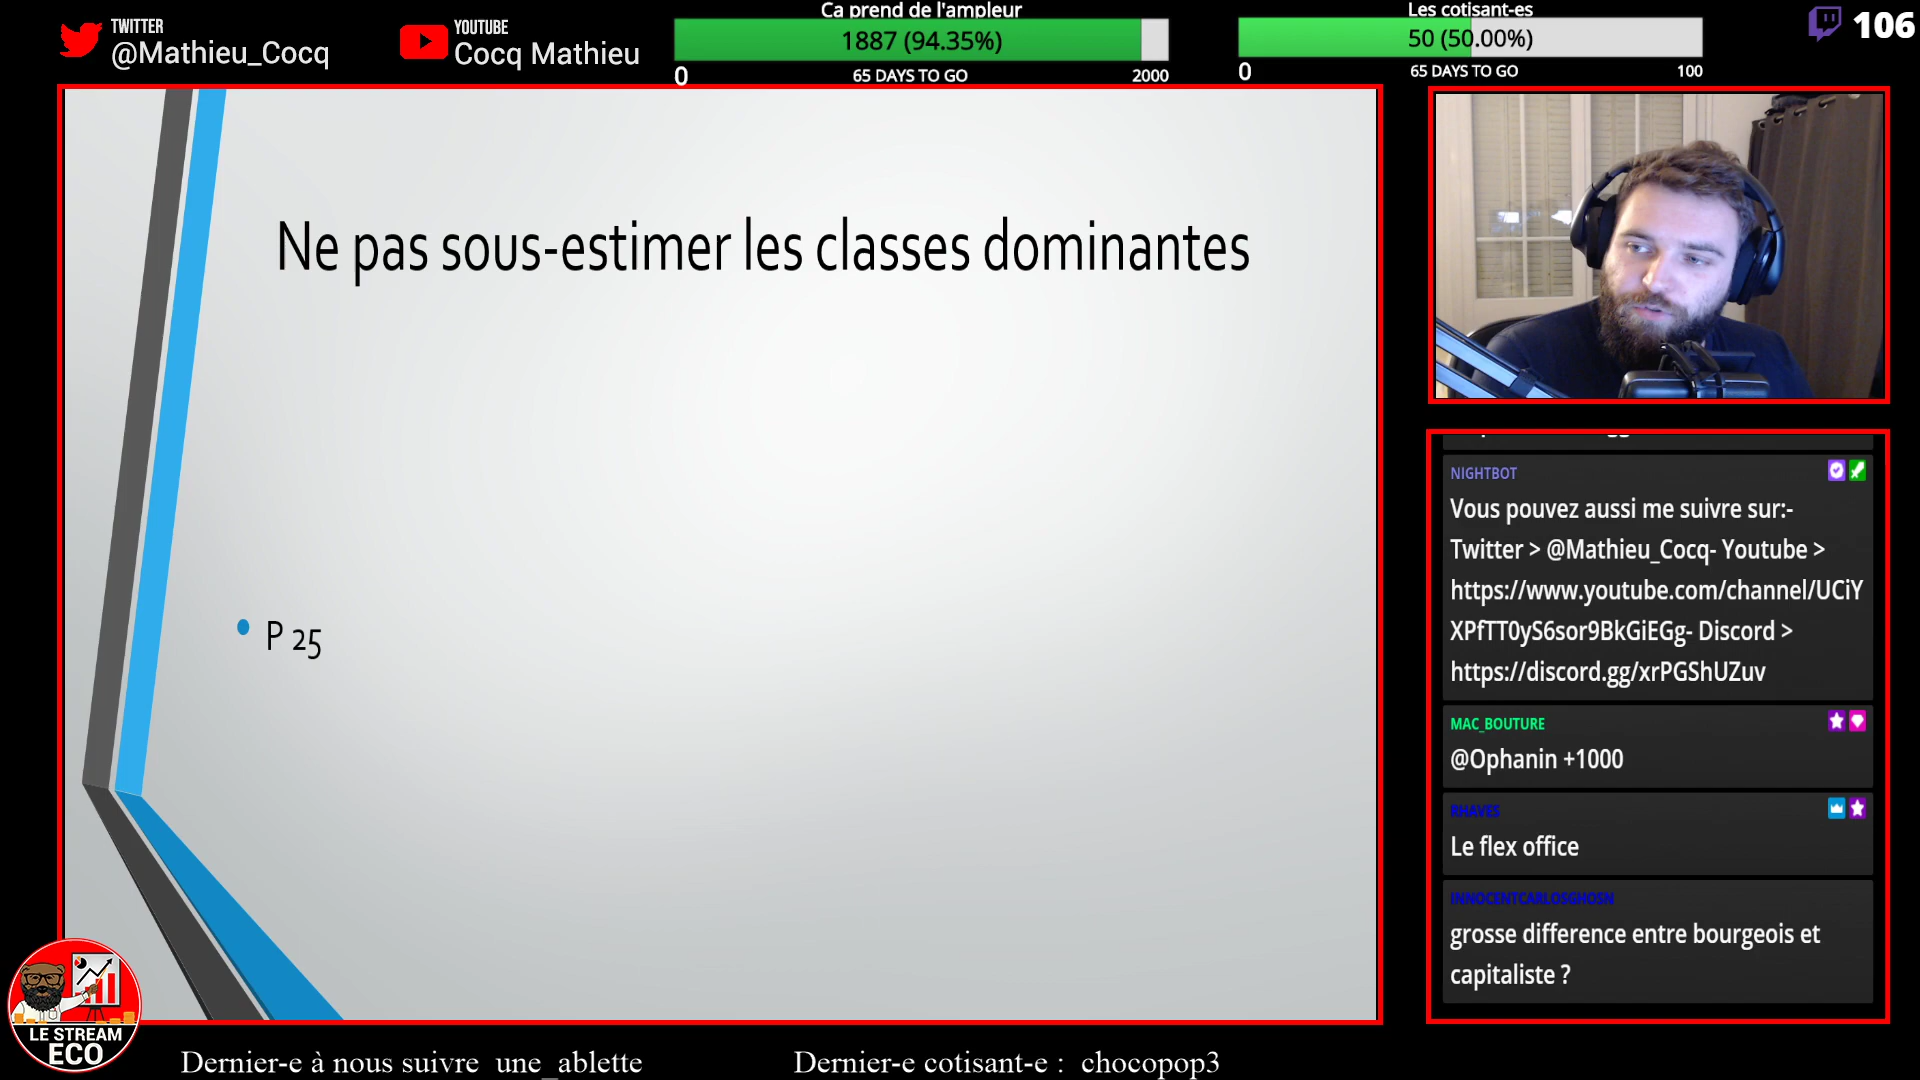 TWITTER
@Mathieu_Cocq
YOUTUBE
Cocq Mathieu
Ca prend de l'ampleur
1887 (94.35%)
0
65 DAYS TO GO
2000
Les cotisant-es
50 (50.00%)
0
65 DAYS TO GO
100
106
Ne pas sous-estimer les classes dominantes
• P 25
NIGHTBOT
Vous pouvez aussi me suivre sur:-
Twitter > @Mathieu_Cocq- Youtube >
https://www.youtube.com/channel/UCiY
XPfTT0yS6sor9BkGiEGg- Discord >
https://discord.gg/xrPGShUZuv
MAC_BOUTURE
@Ophanin +1000
RHAVES
Le flex office
INNOCENTCARLOSGHOSN
grosse difference entre bourgeois et
capitaliste ?
LE STREAM
ECO
Dernier-e à nous suivre une_ablette
Dernier-e cotisant-e : chocopop3